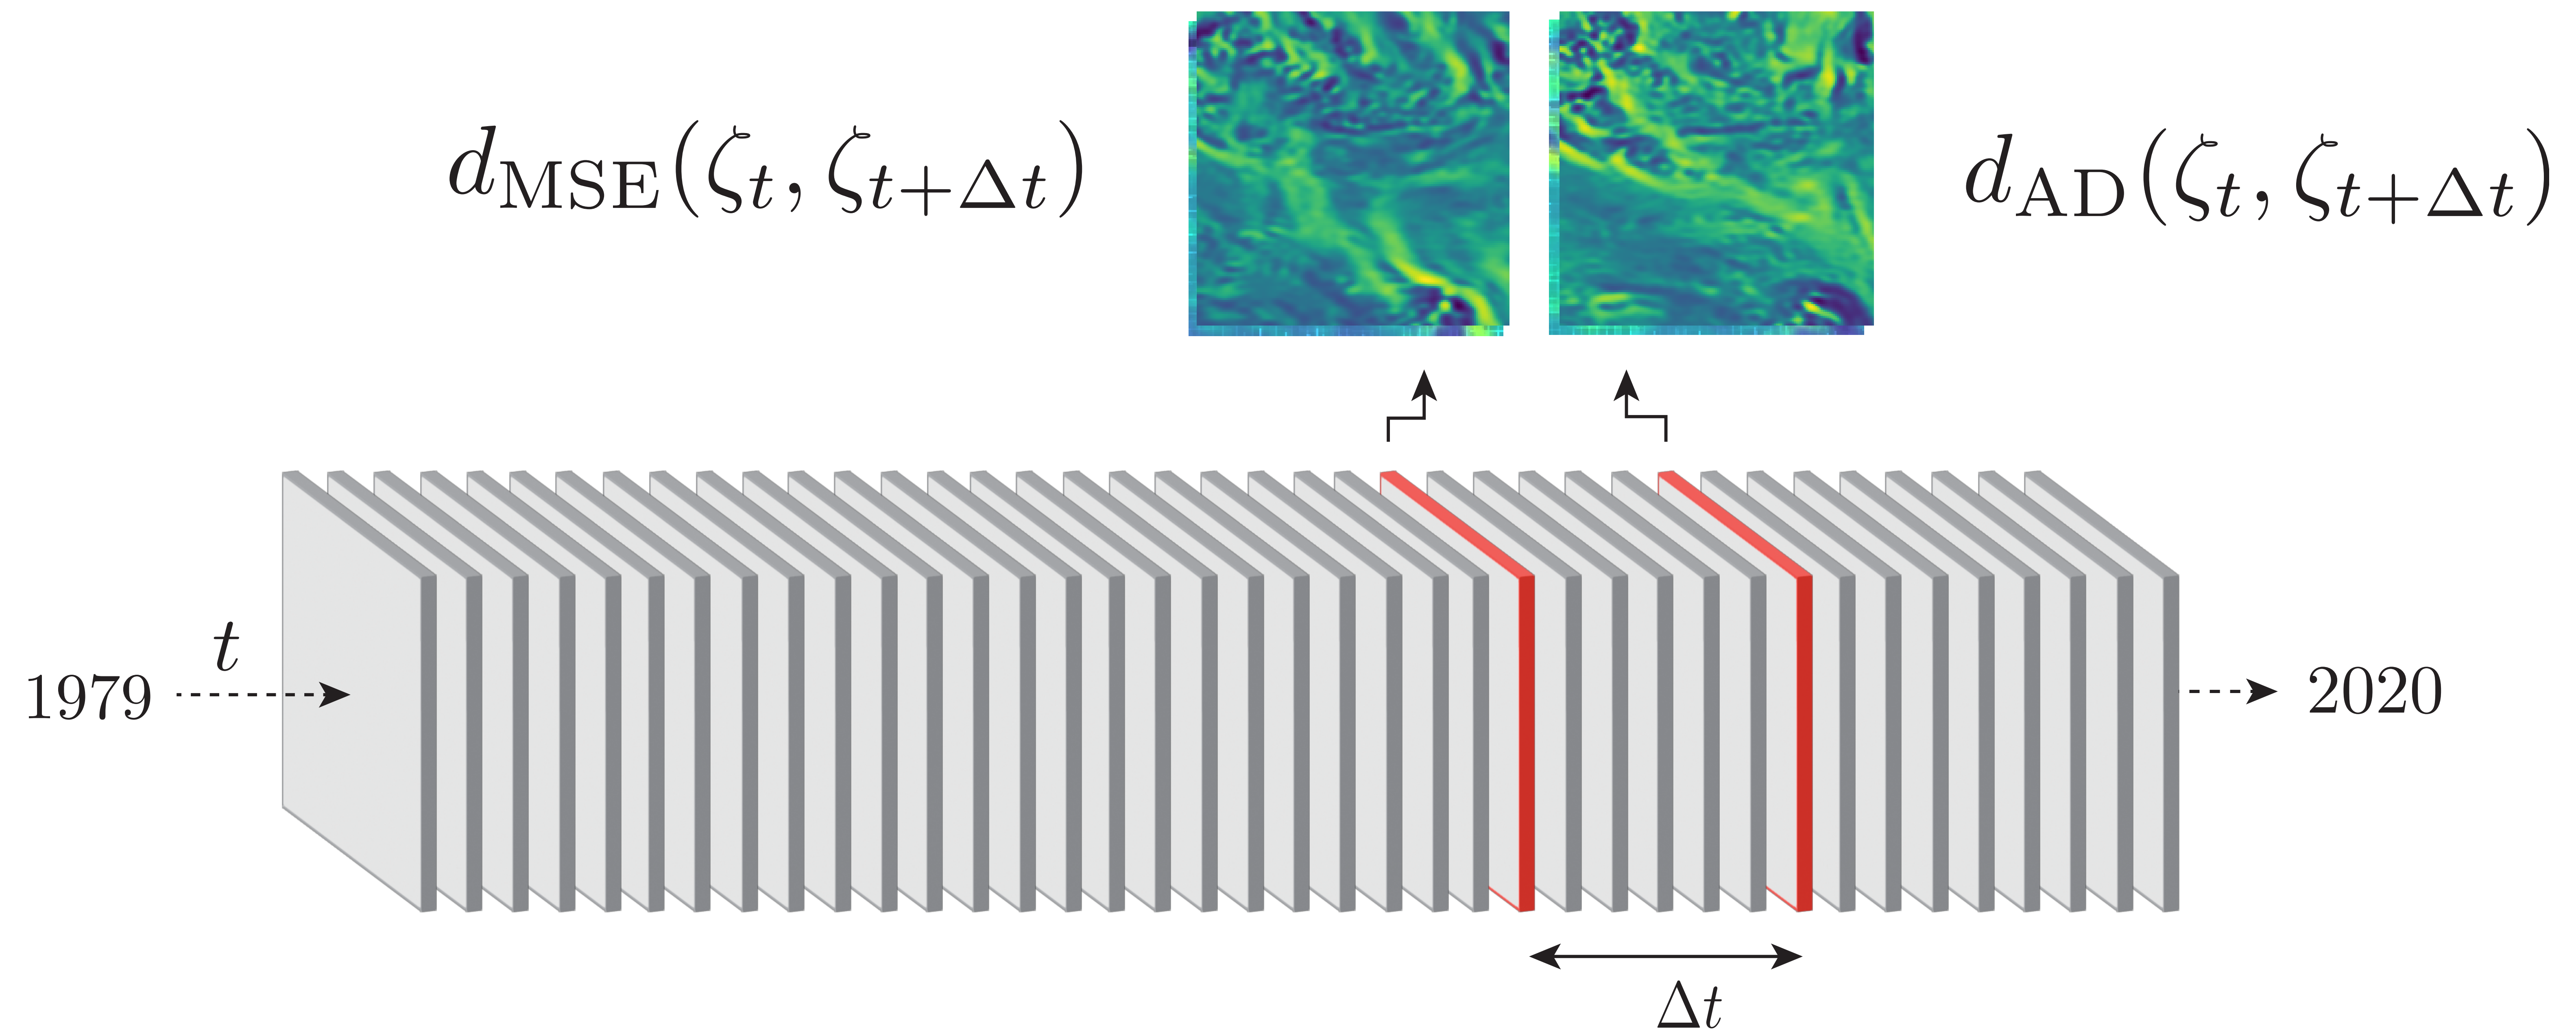 d_MSE(ζ_t, ζ_{t+Δt})
d_AD(ζ_t, ζ_{t+Δt})
t
1979
2020
Δt